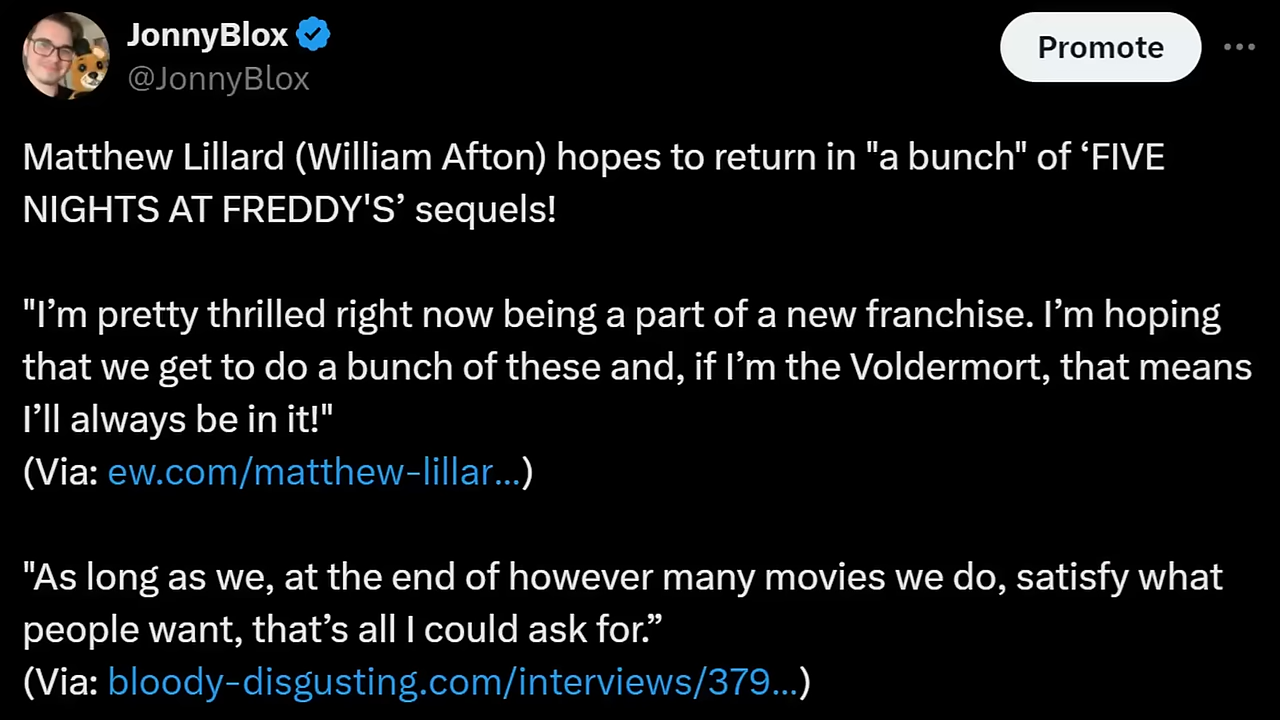 JonnyBlox
@JonnyBlox
Promote
Matthew Lillard (William Afton) hopes to return in "a bunch" of ‘FIVE
NIGHTS AT FREDDY'S’ sequels!
"I’m pretty thrilled right now being a part of a new franchise. I’m hoping
that we get to do a bunch of these and, if I’m the Voldermort, that means
I’ll always be in it!"
(Via: ew.com/matthew-lillar...)
"As long as we, at the end of however many movies we do, satisfy what
people want, that’s all I could ask for.”
(Via: bloody-disgusting.com/interviews/379...)